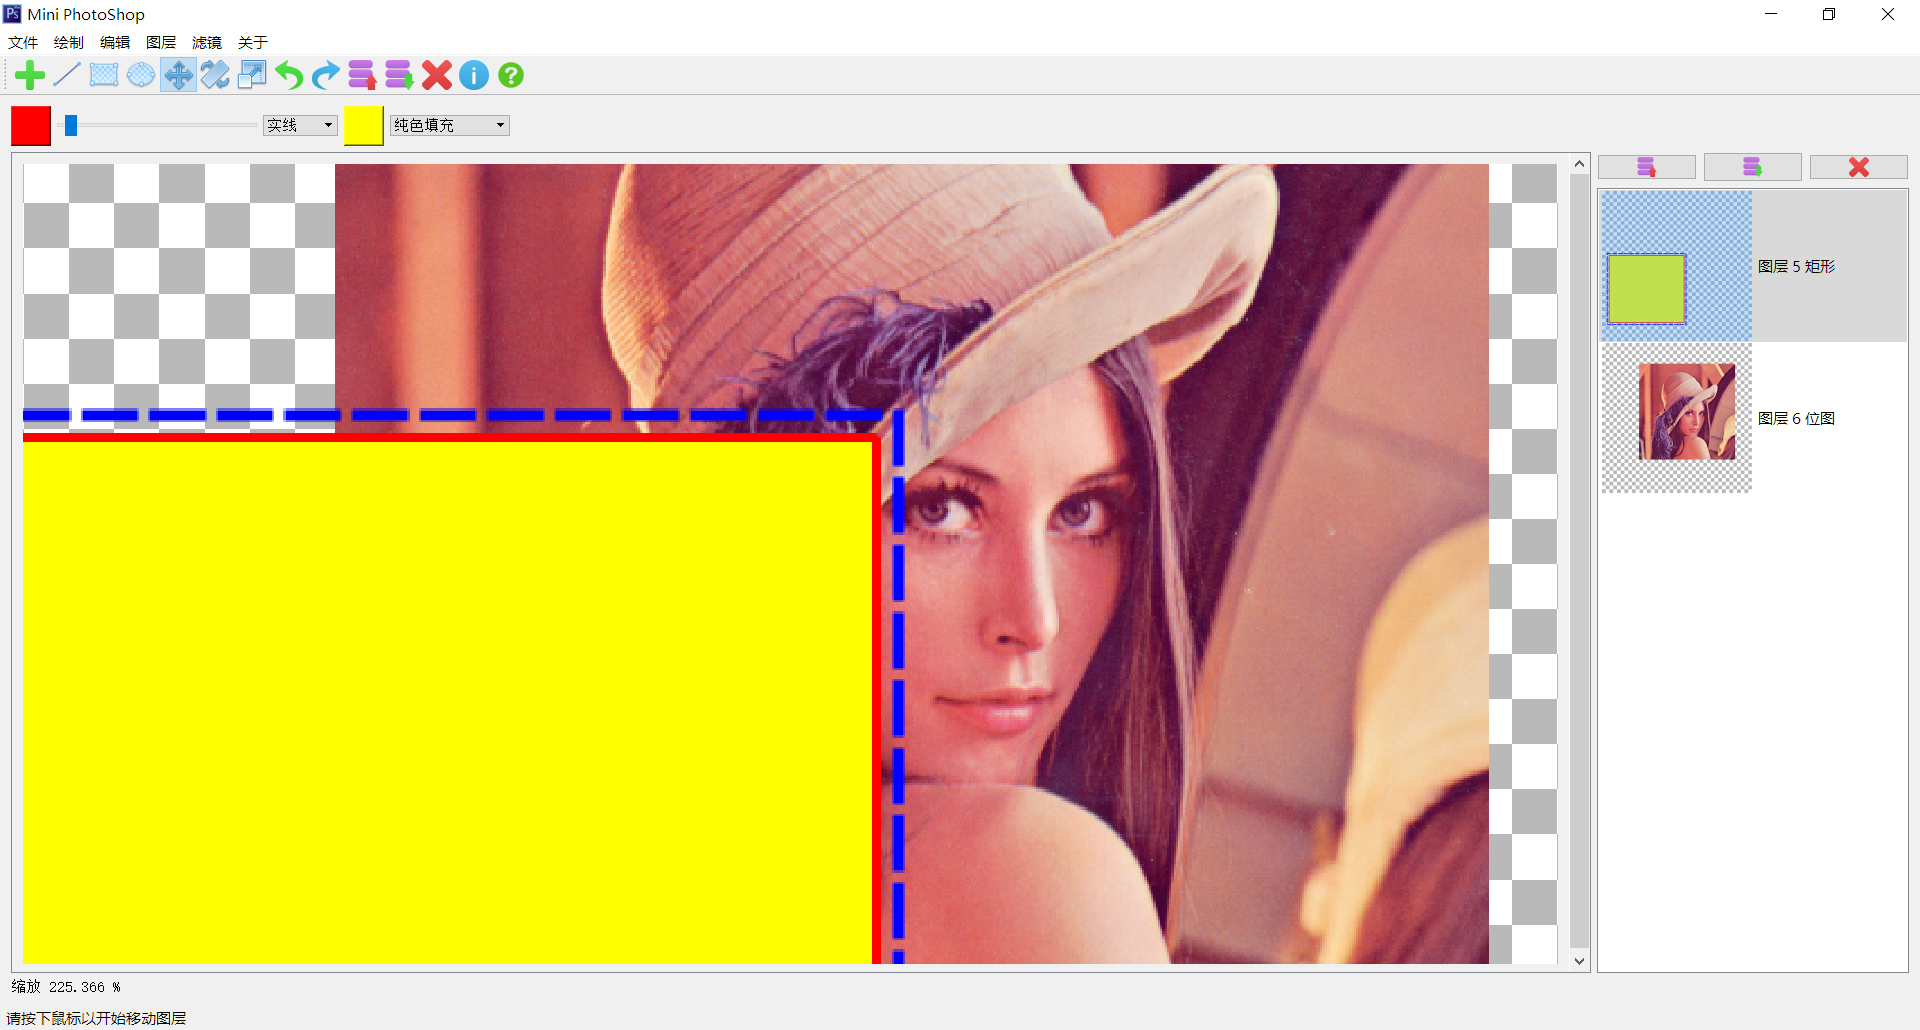 Ps Mini PhotoShop
文件 绘制 编辑 图层 滤镜 关于
实线 纯色填充
图层 5 矩形
图层 6 位图
缩放 225.366 %
请按下鼠标以开始移动图层